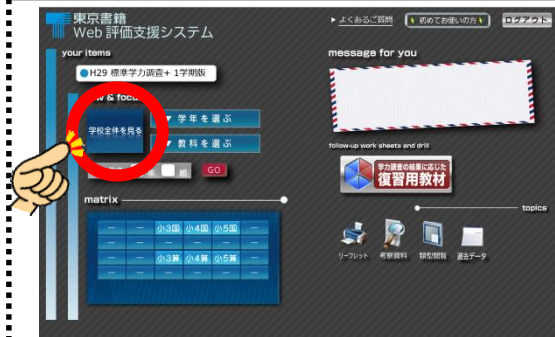 東京書籍
Web 評価支援システム
▶ よくあるご質問
初めてお使いの方
ログアウト
your items
message for you
H29 標準学力調査+ 1学期版
& focu
学校全体を見る
▼ 学年を選ぶ
▼ 教科を選ぶ
年 組 GO
follow-up work sheets and drill
学力調査の結果に応じた
復習用教材
matrix
topics
— — 小3国 小4国 小5国 —
— — — — — —
— — 小3算 小4算 小5算 —
— — — — — —
リーフレット 考察資料 類型閲覧 過去データ